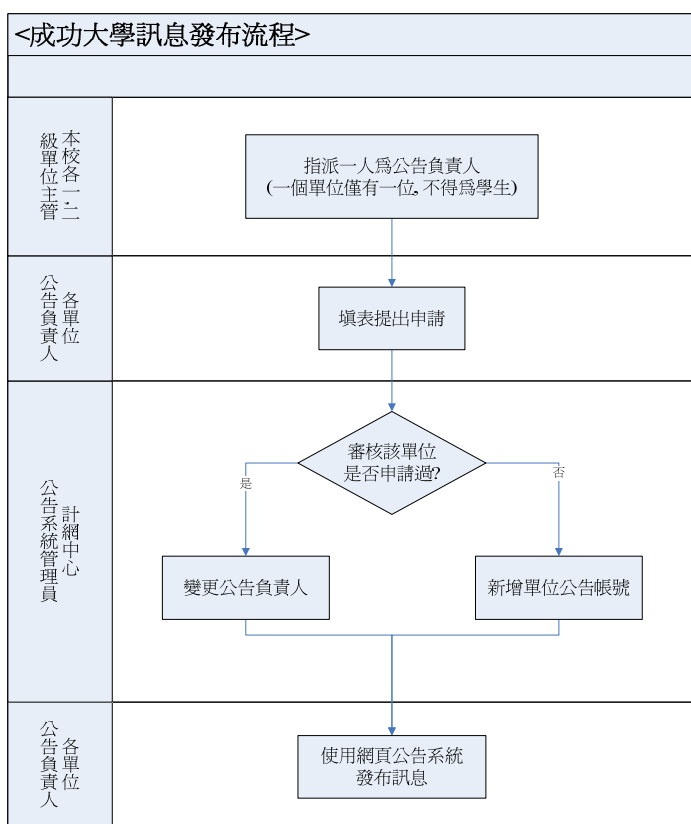 <成功大學訊息發布流程>
本校各一.二
級單位主管
指派一人為公告負責人
(一個單位僅有一位, 不得為學生)
各單位
公告負責人
填表提出申請
計網中心
公告系統管理員
審核該單位
是否申請過?
是
否
變更公告負責人
新增單位公告帳號
各單位
公告負責人
使用網頁公告系統
發布訊息